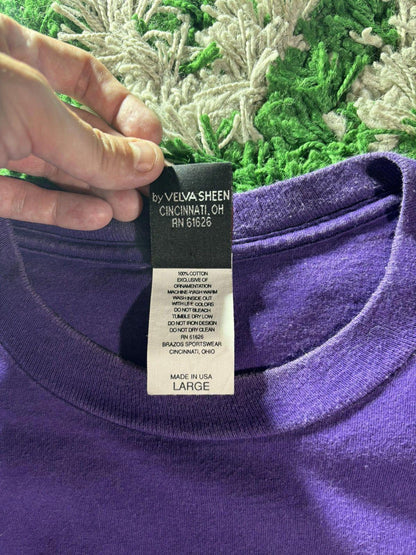 by VELVA SHEEN
CINCINNATI, OH
RN 61626
100% COTTON
EXCLUSIVE OF
ORNAMENTATION
MACHINE WASH WARM
WASH INSIDE OUT
WITH LIKE COLORS
DO NOT BLEACH
TUMBLE DRY LOW
DO NOT IRON DESIGN
DO NOT DRY CLEAN
RN 61626
BRAZOS SPORTSWEAR
CINCINNATI, OHIO
MADE IN USA
LARGE